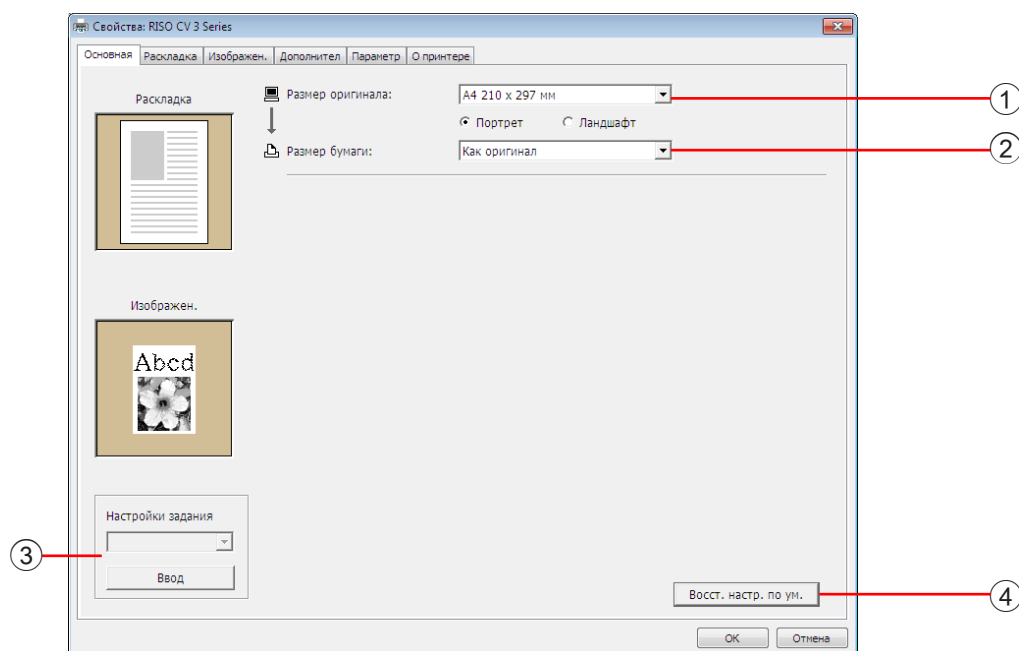 Свойства: RISO CV 3 Series
Основная Раскладка Изображен. Дополнител Параметр О принтере
Раскладка
Размер оригинала: A4 210 x 297 мм
Портрет Ландшафт
Размер бумаги: Как оригинал
1
2
Изображен.
Abcd
Настройки задания
3
Ввод
Восст. настр. по ум.
4
OK Отмена